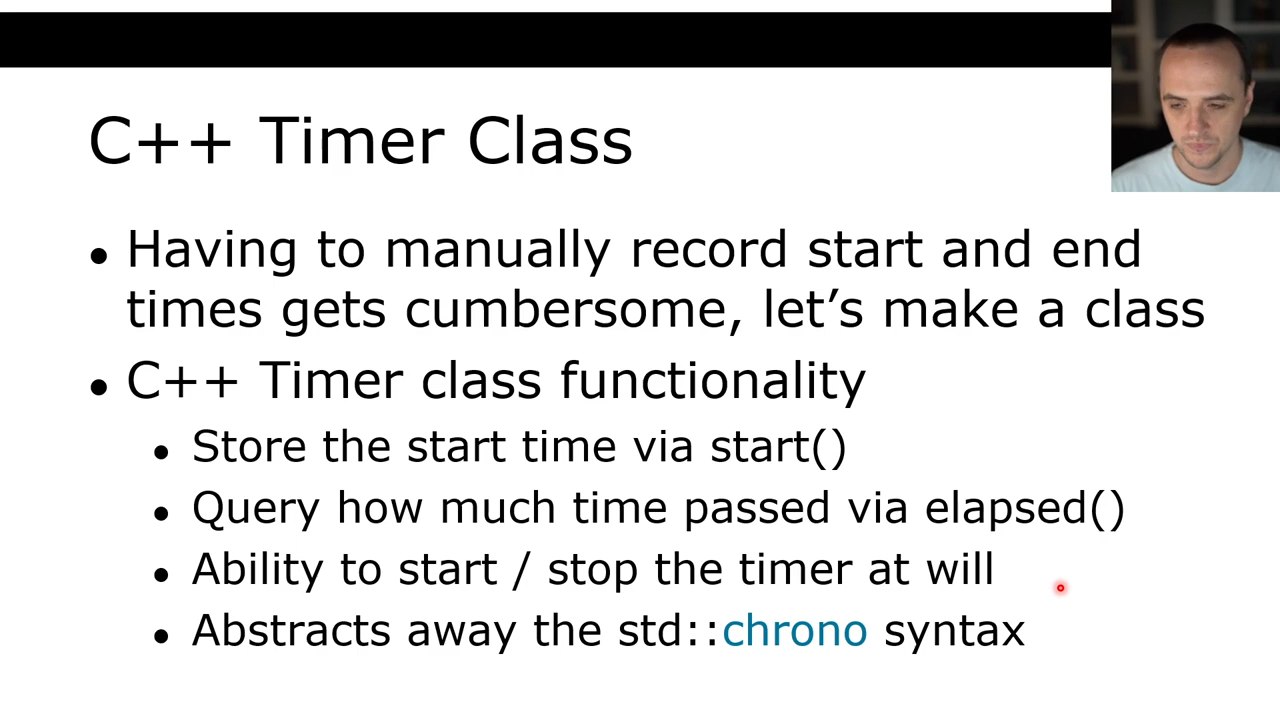 C++ Timer Class
• Having to manually record start and end
times gets cumbersome, let’s make a class
• C++ Timer class functionality
• Store the start time via start()
• Query how much time passed via elapsed()
• Ability to start / stop the timer at will
• Abstracts away the std::chrono syntax